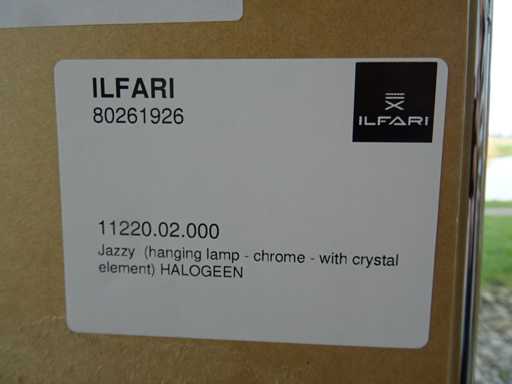 ILFARI
80261926
ILFARI
11220.02.000
Jazzy (hanging lamp - chrome - with crystal
element) HALOGEEN